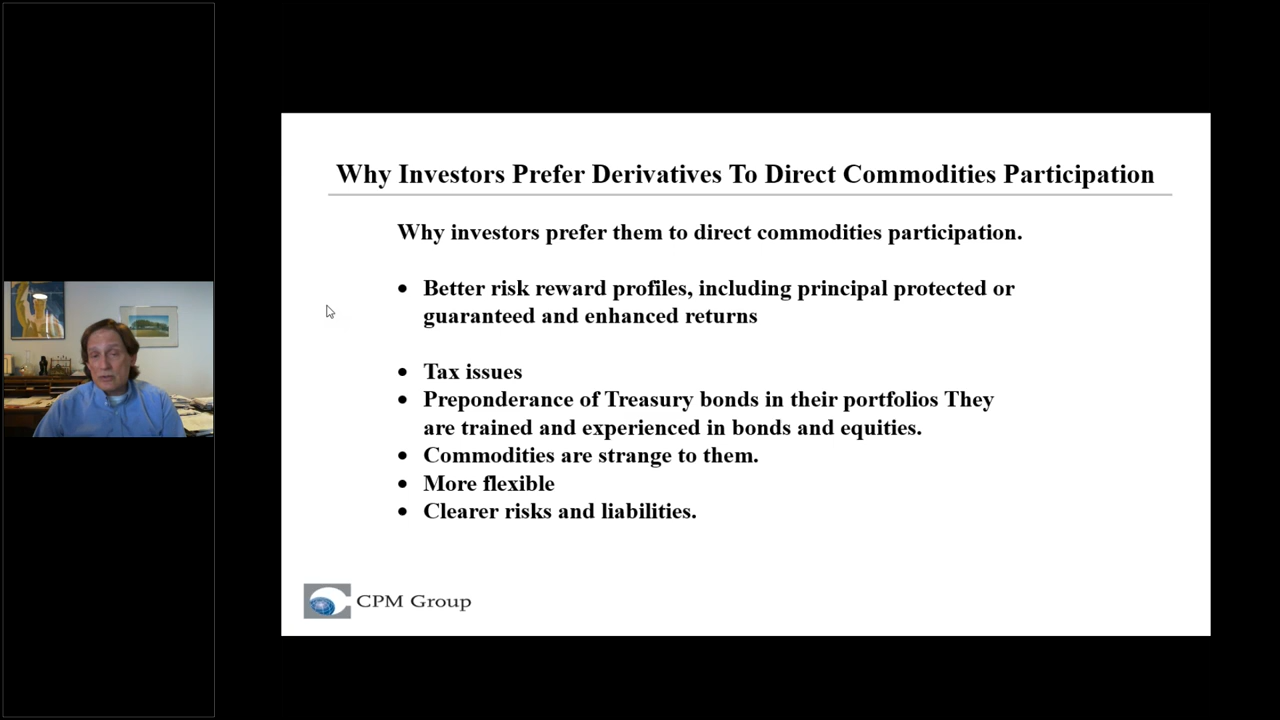 Why Investors Prefer Derivatives To Direct Commodities Participation
Why investors prefer them to direct commodities participation.
• Better risk reward profiles, including principal protected or
guaranteed and enhanced returns
• Tax issues
• Preponderance of Treasury bonds in their portfolios They
are trained and experienced in bonds and equities.
• Commodities are strange to them.
• More flexible
• Clearer risks and liabilities.
CPM Group